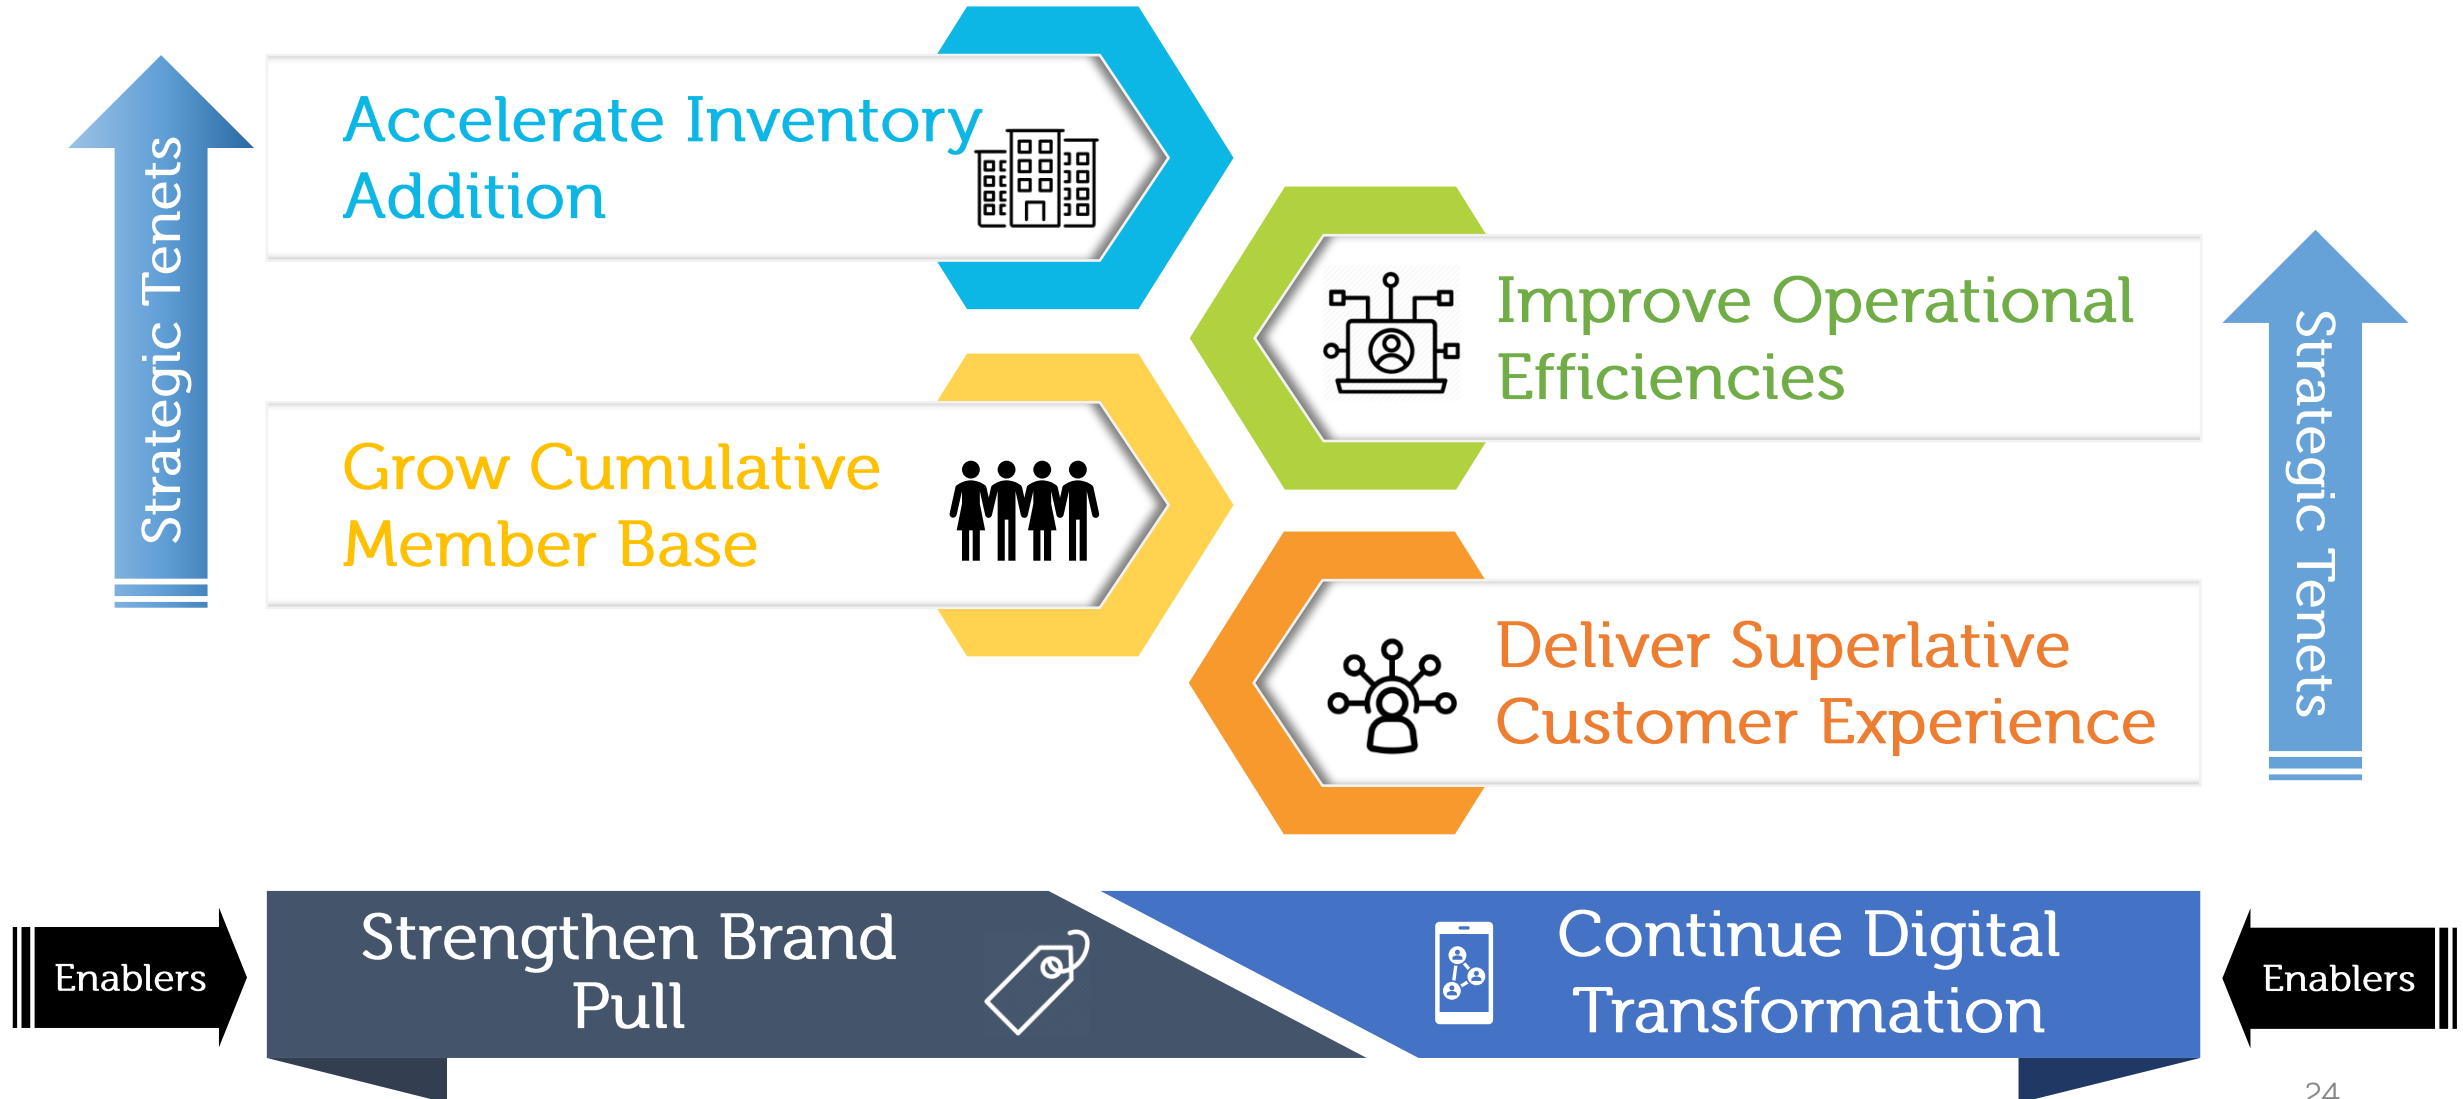 Strategic Tenets
Accelerate Inventory
Addition
Grow Cumulative
Member Base
Improve Operational
Efficiencies
Deliver Superlative
Customer Experience
Strategic Tenets
Enablers
Strengthen Brand
Pull
Continue Digital
Transformation
Enablers
24